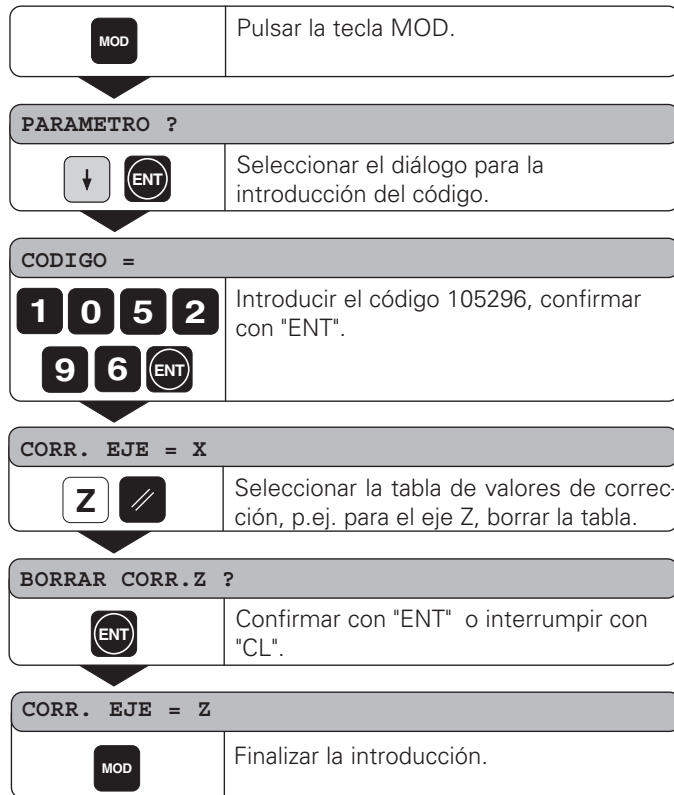 MOD
Pulsar la tecla MOD.
PARAMETRO ?
ENT
Seleccionar el diálogo para la
introducción del código.
CODIGO =
1 0 5 2
9 6 ENT
Introducir el código 105296, confirmar
con "ENT".
CORR. EJE = X
Z
Seleccionar la tabla de valores de correc-
ción, p.ej. para el eje Z, borrar la tabla.
BORRAR CORR.Z ?
ENT
Confirmar con "ENT" o interrumpir con
"CL".
CORR. EJE = Z
MOD
Finalizar la introducción.